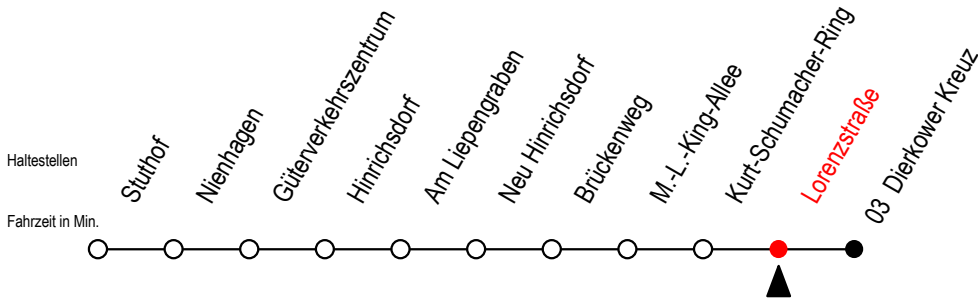 Haltestellen
Fahrzeit in Min.
Stuthof
Nienhagen
Güterverkehrszentrum
Hinrichsdorf
Am Liepengraben
Neu Hinrichsdorf
Brückenweg
M.-L.-King-Allee
Kurt-Schumacher-Ring
Lorenzstraße
03 Dierkower Kreuz